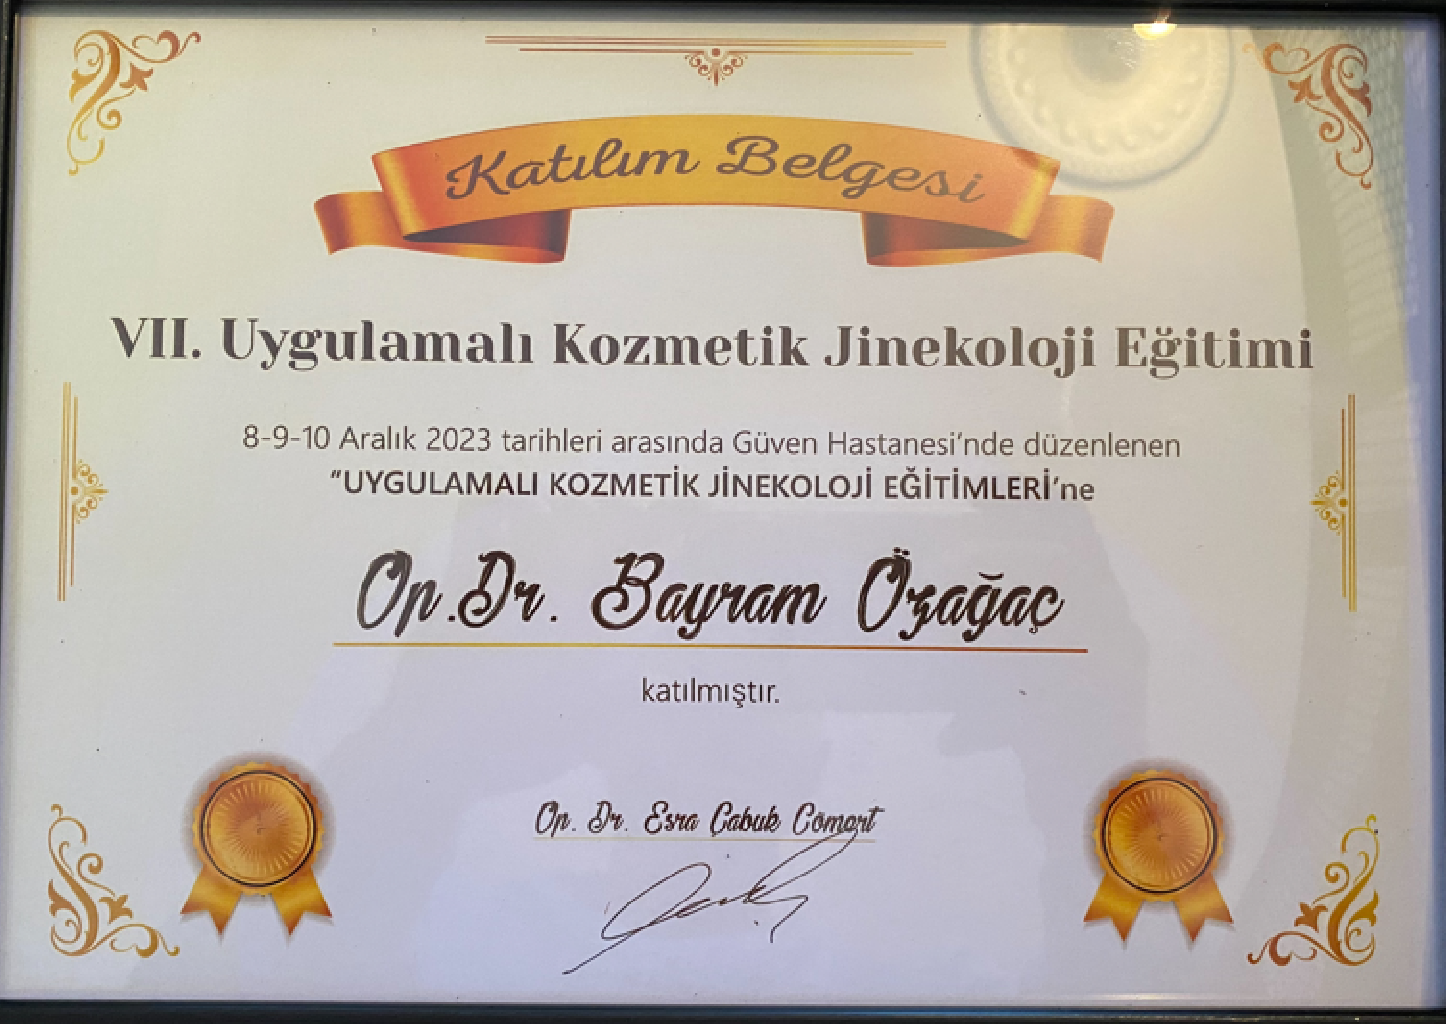 Katılım Belgesi
VII. Uygulamalı Kozmetik Jinekoloji Eğitimi
8-9-10 Aralık 2023 tarihleri arasında Güven Hastanesi’nde düzenlenen
“UYGULAMALI KOZMETİK JİNEKOLOJİ EĞİTİMLERİ’ne
Op.Dr. Bayram Özağaç
katılmıştır.
Op. Dr. Esra Çabuk Cömert